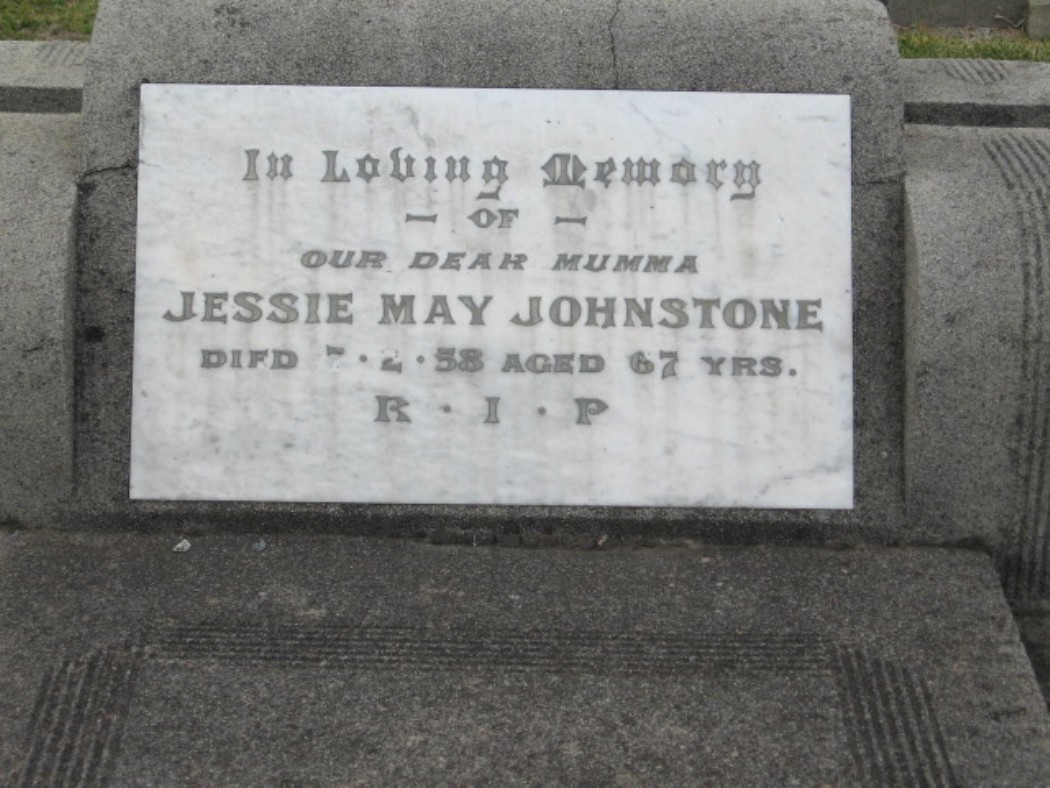 In Loving Memory
— OF —
OUR DEAR MUMMA
JESSIE MAY JOHNSTONE
DIED 7 · 2 · 58 AGED 67 YRS.
R · I · P